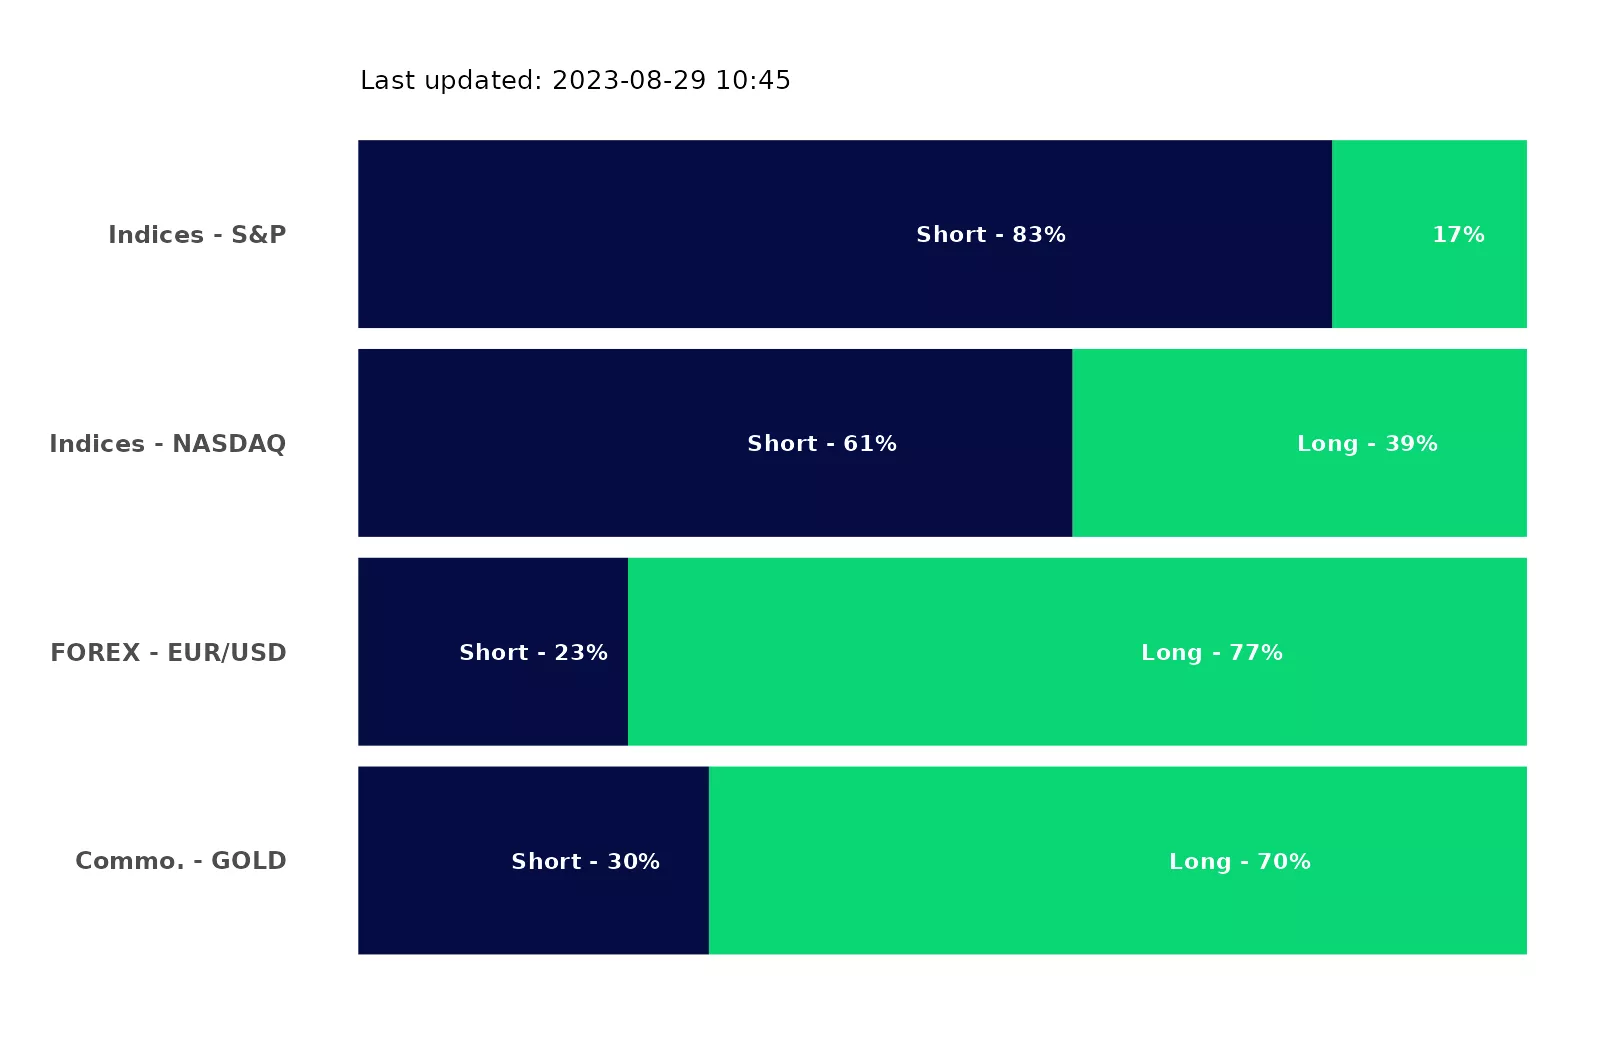 Last updated: 2023-08-29 10:45
Indices - S&P
Short - 83%
17%
Indices - NASDAQ
Short - 61%
Long - 39%
FOREX - EUR/USD
Short - 23%
Long - 77%
Commo. - GOLD
Short - 30%
Long - 70%